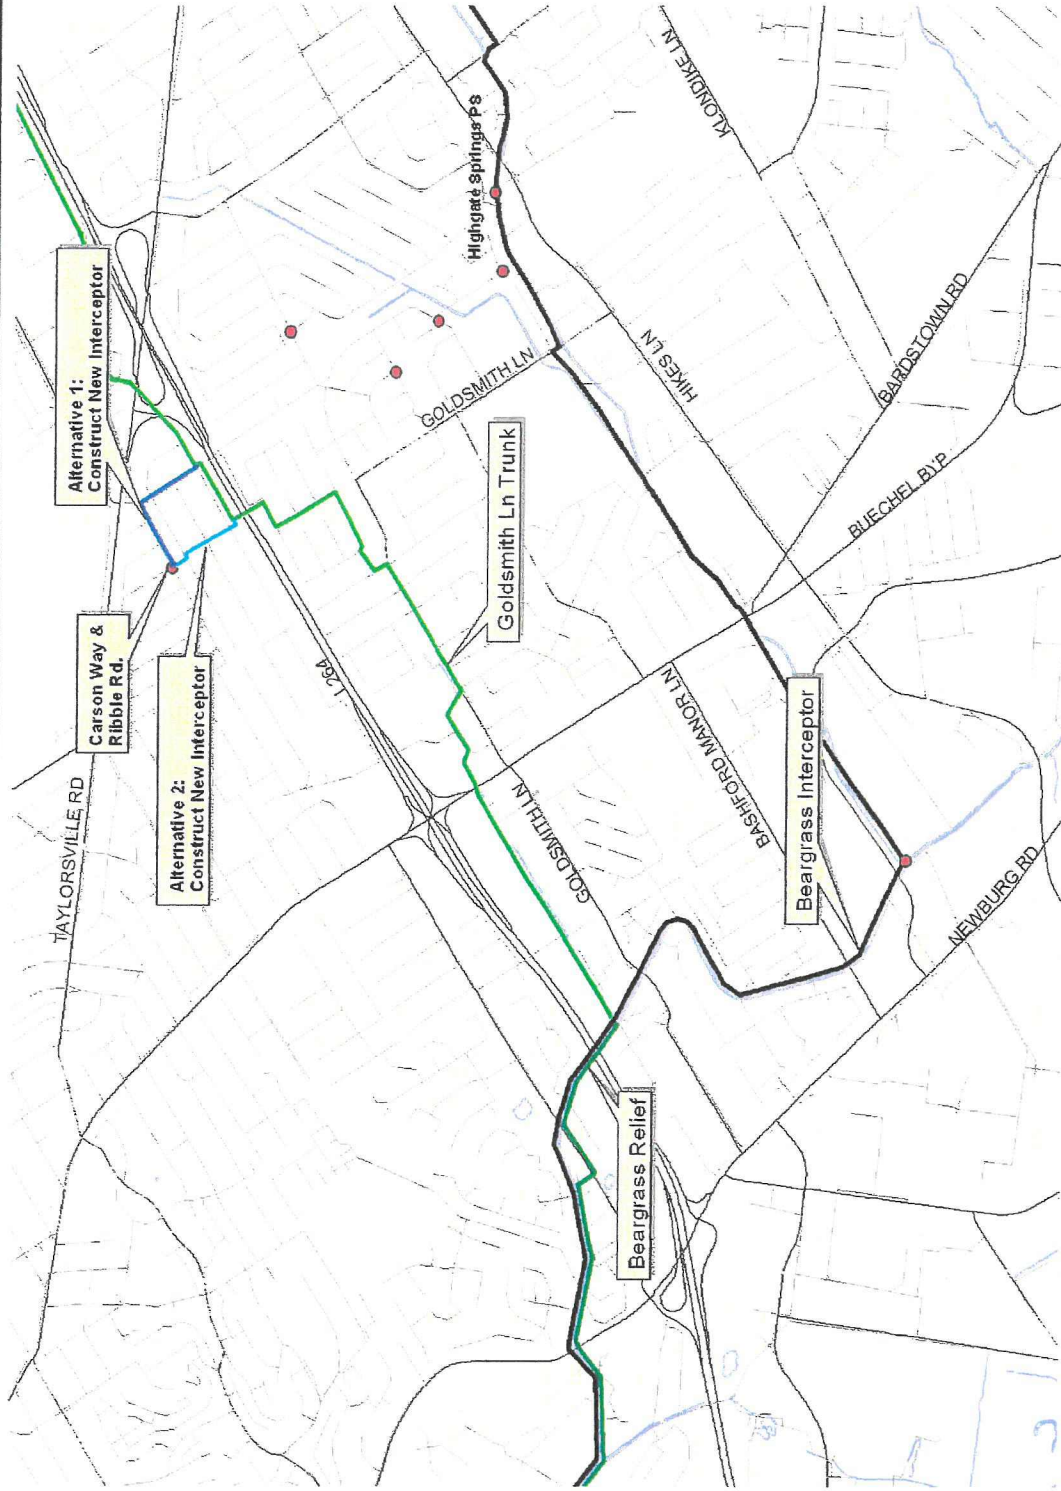 Alternative 1:
Construct New Interceptor
Carson Way &
Ribble Rd.
Alternative 2:
Construct New Interceptor
TAYLORSVILLE RD
I-264
Goldsmith Ln Trunk
GOLDSMITH LN
GOLDSMITH LN
Highgate Springs PS
KLONDIKE LN
HIKES LN
BARDSTOWN RD
BUECHEL BYP
BASHFORD MANOR LN
Beargrass Interceptor
NEWBURG RD
Beargrass Relief